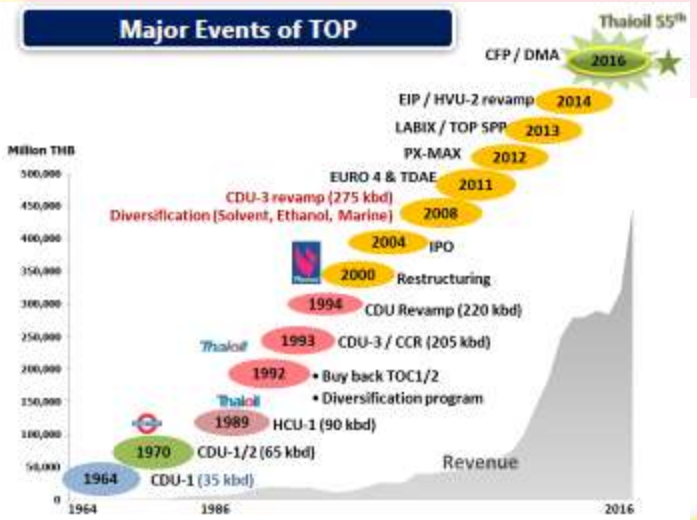 Major Events of TOP
Thaioil 55th
CFP / DMA
2016
EIP / HVU-2 revamp
2014
LABIX / TOP SPP
2013
PX-MAX
2012
EURO 4 & TDAE
2011
CDU-3 revamp (275 kbd)
Diversification (Solvent, Ethanol, Marine)
2008
2004
IPO
2000
Restructuring
1994
CDU Revamp (220 kbd)
Thaioil
1993
CDU-3 / CCR (205 kbd)
1992
• Buy back TOC1/2
• Diversification program
Thaioil
1989
HCU-1 (90 kbd)
1970
CDU-1/2 (65 kbd)
1964
CDU-1 (35 kbd)
Revenue
Million THB
500,000
450,000
400,000
350,000
300,000
250,000
200,000
150,000
100,000
50,000
0
1964
1986
2016